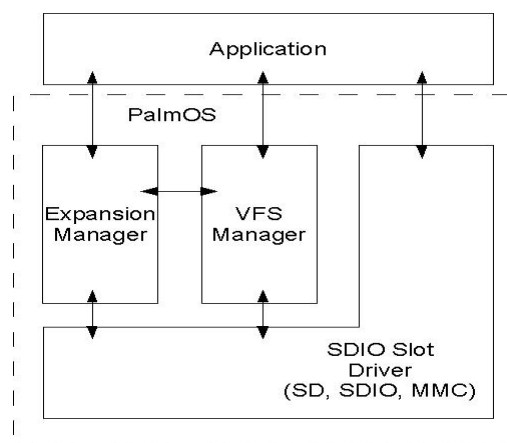 Application
PalmOS
Expansion
Manager
VFS
Manager
SDIO Slot
Driver
(SD, SDIO, MMC)